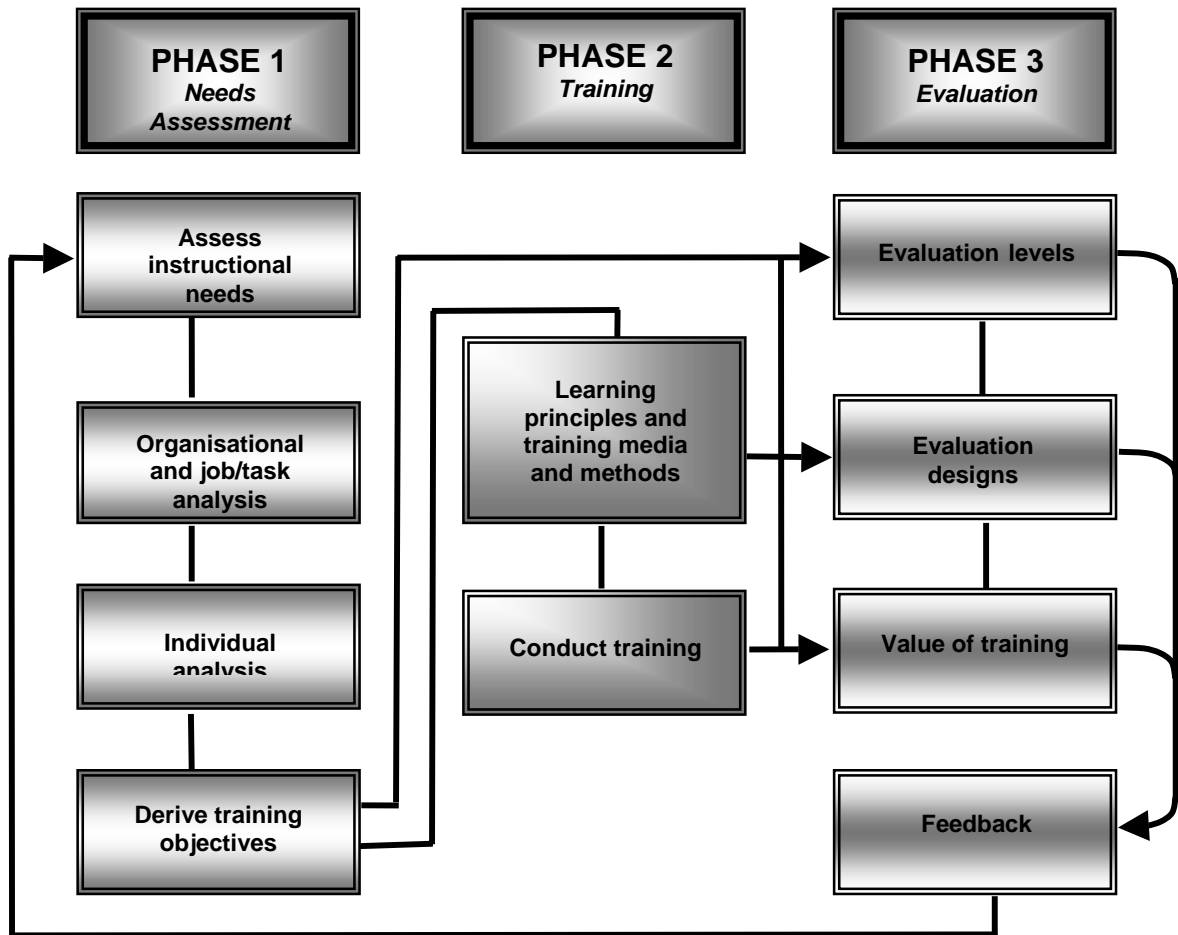 PHASE 1
Needs
Assessment
PHASE 2
Training
PHASE 3
Evaluation
Assess
instructional
needs
Organisational
and job/task
analysis
Individual
analysis
Derive training
objectives
Learning
principles and
training media
and methods
Conduct training
Evaluation levels
Evaluation
designs
Value of training
Feedback